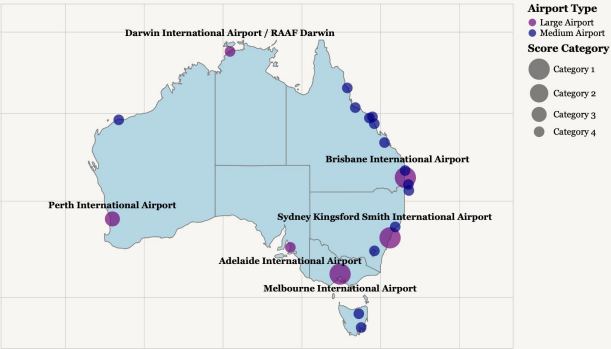 Airport Type
Large Airport
Medium Airport
Score Category
Category 1
Category 2
Category 3
Category 4
Darwin International Airport / RAAF Darwin
Brisbane International Airport
Perth International Airport
Sydney Kingsford Smith International Airport
Adelaide International Airport
Melbourne International Airport